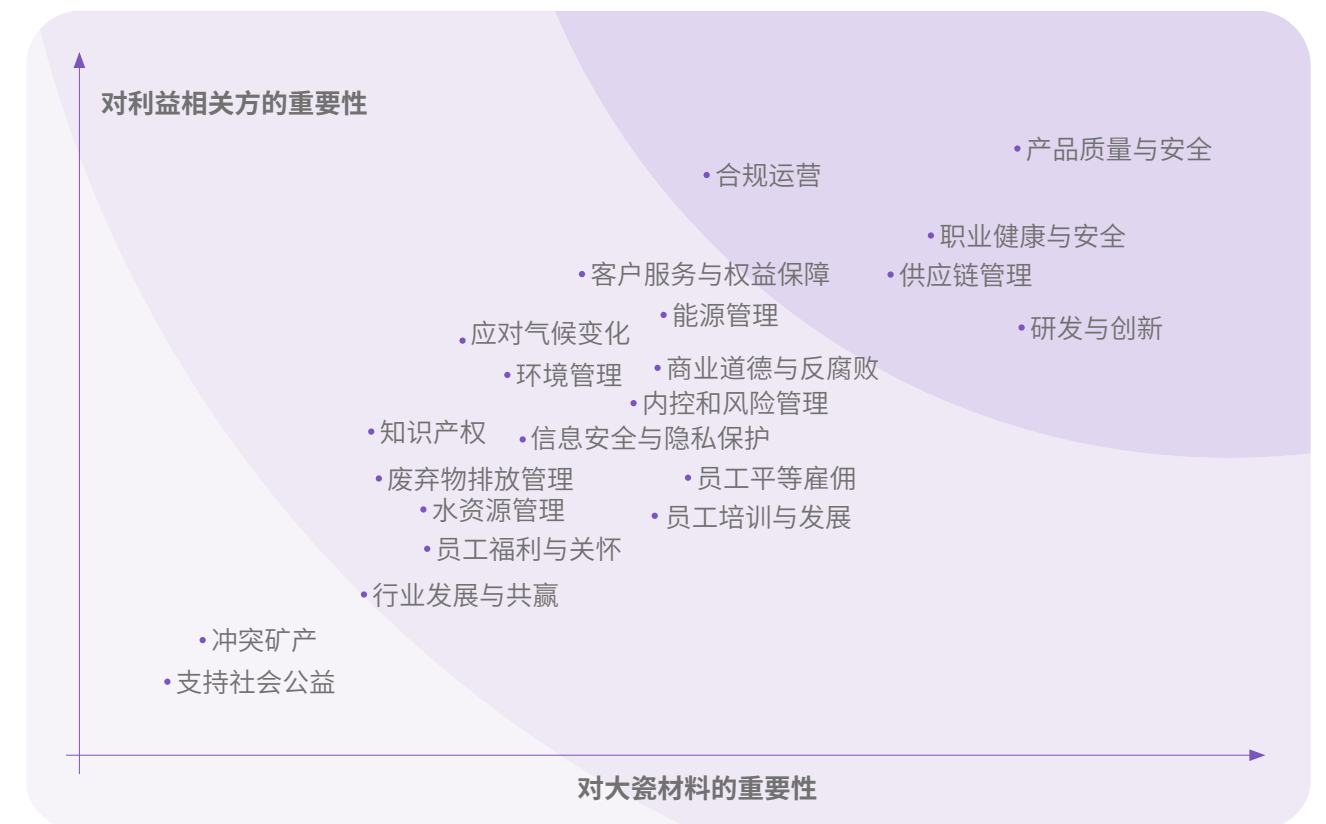 对利益相关方的重要性
产品质量与安全
合规运营
职业健康与安全
客户服务与权益保障
供应链管理
能源管理
研发与创新
应对气候变化
商业道德与反腐败
环境管理
内控和风险管理
知识产权
信息安全与隐私保护
废弃物排放管理
员工平等雇佣
水资源管理
员工培训与发展
员工福利与关怀
行业发展与共赢
冲突矿产
支持社会公益
对大瓷材料的重要性